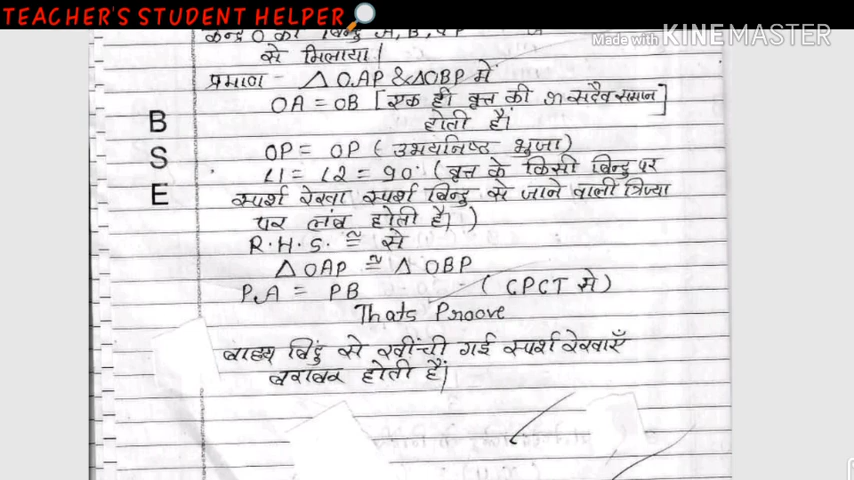 TEACHER'S STUDENT HELPER
Made with KINEMASTER
केन्द्र O को बिन्दु A, B, व P
से मिलाया।
प्रमाण - △ OAP & △OBP में
OA = OB [एक ही वृत्त की त्रि सदैव समान
होती हैं]
OP = OP (उभयनिष्ठ भुजा)
∠1 = ∠2 = 90° (वृत्त के किसी बिन्दु पर
स्पर्श रेखा स्पर्श बिन्दु से जाने वाली त्रिज्या
पर लंब होती है।)
R.H.S. ≅ से
△ OAP ≅ △ OBP
PA = PB (CPCT से)
Thats Proove
बाहय बिंदु से खींची गई स्पर्श रेखाएँ
बराबर होती हैं|
B
S
E